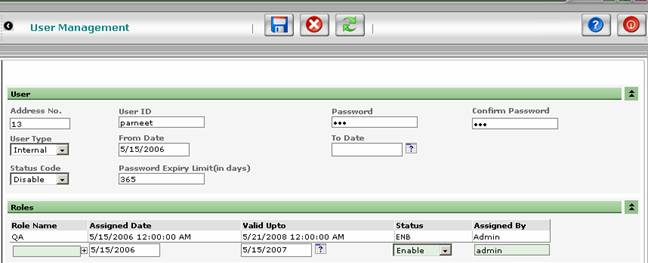 User Management
User
Address No. User ID Password Confirm Password
13 parneet ••• •••
User Type From Date To Date
Internal 5/15/2006
Status Code Password Expiry Limit(in days)
Disable 365
Roles
Role Name Assigned Date Valid Upto Status Assigned By
QA 5/15/2006 12:00:00 AM 5/21/2008 12:00:00 AM ENB Admin
5/15/2006 5/15/2007 Enable admin